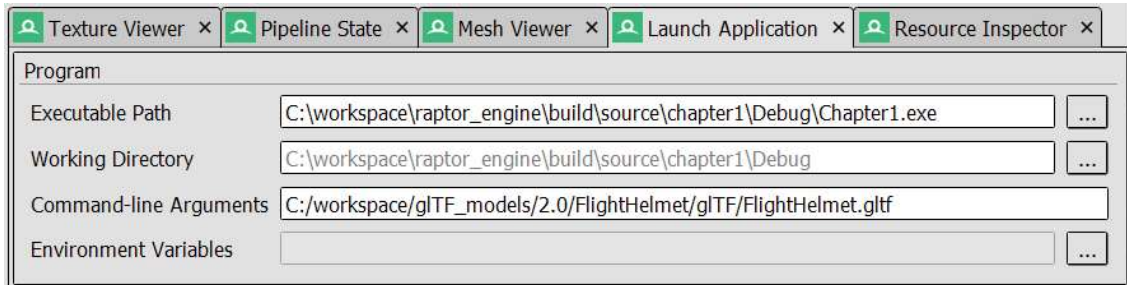 Texture Viewer × Pipeline State × Mesh Viewer × Launch Application × Resource Inspector ×
Program
Executable Path C:\workspace\raptor_engine\build\source\chapter1\Debug\Chapter1.exe ...
Working Directory C:\workspace\raptor_engine\build\source\chapter1\Debug ...
Command-line Arguments C:/workspace/glTF_models/2.0/FlightHelmet/glTF/FlightHelmet.gltf
Environment Variables ...